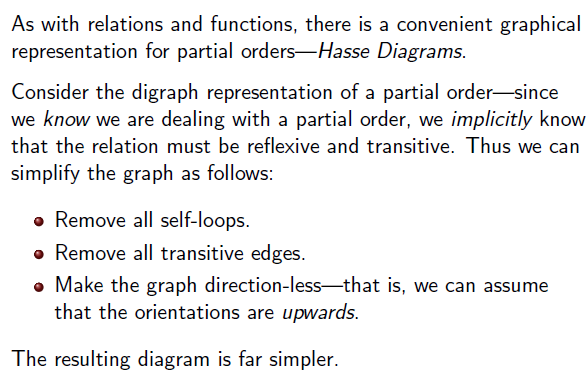 As with relations and functions, there is a convenient graphical
representation for partial orders—Hasse Diagrams.
Consider the digraph representation of a partial order—since
we know we are dealing with a partial order, we implicitly know
that the relation must be reflexive and transitive. Thus we can
simplify the graph as follows:
Remove all self-loops.
Remove all transitive edges.
Make the graph direction-less—that is, we can assume
that the orientations are upwards.
The resulting diagram is far simpler.